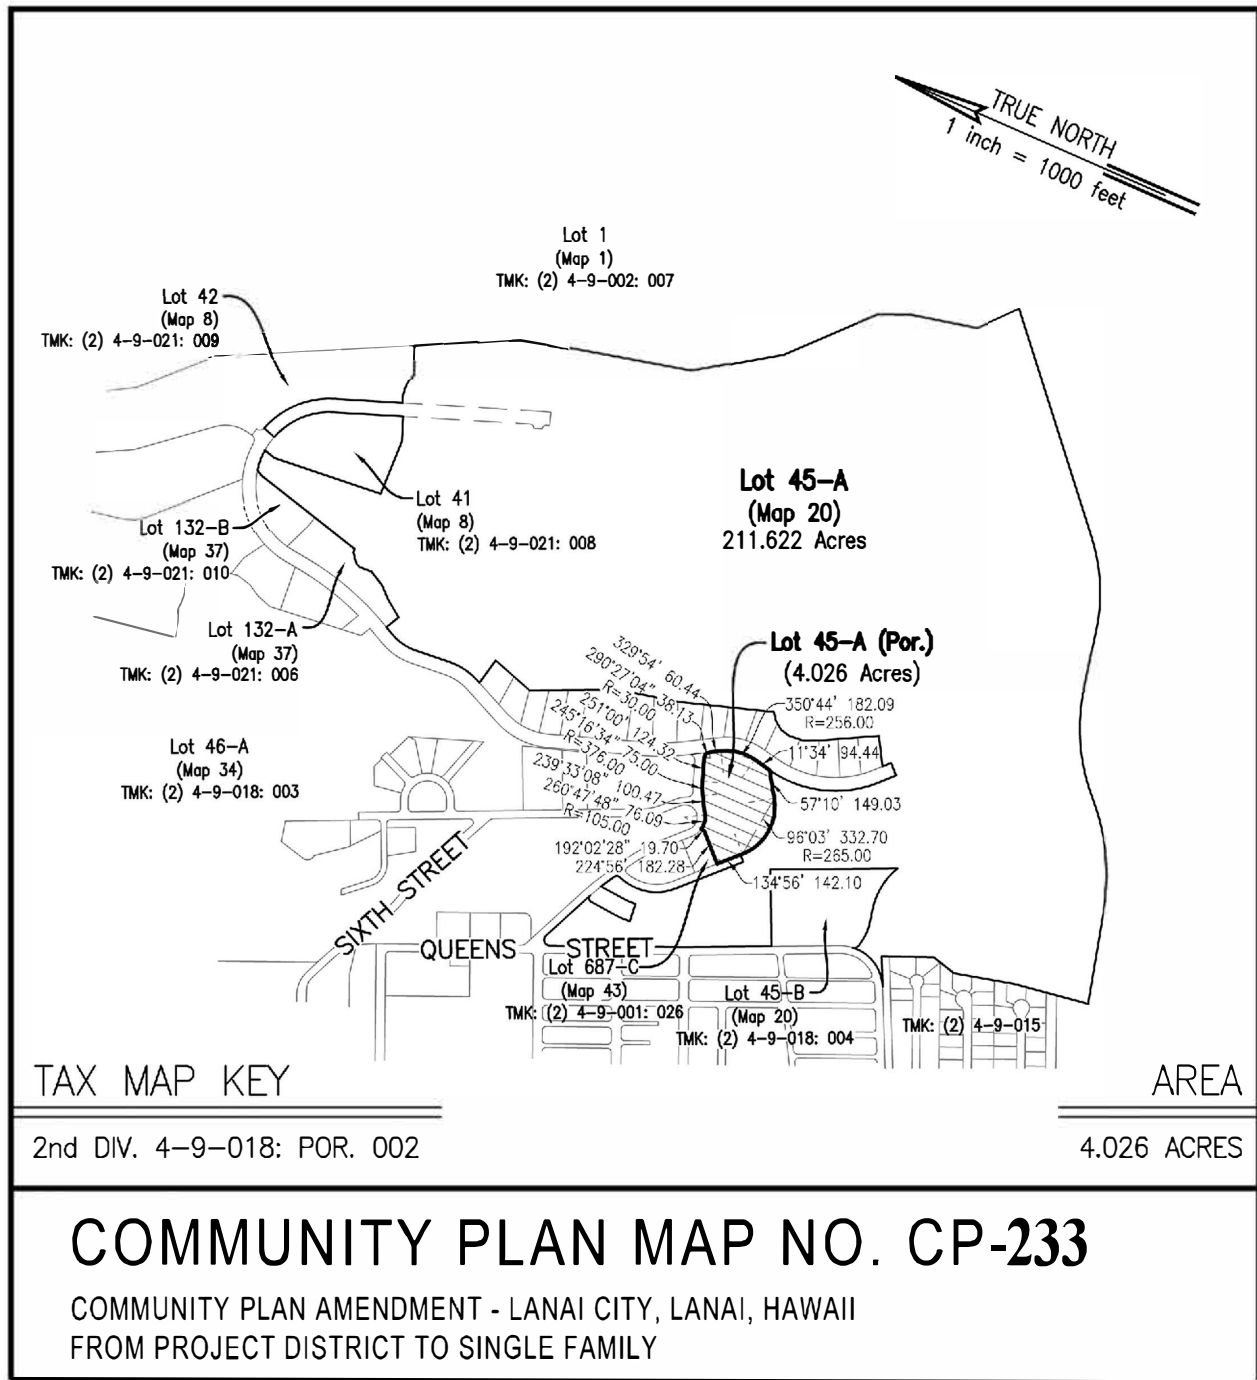 TRUE NORTH
1 inch = 1000 feet
Lot 1
(Map 1)
TMK: (2) 4-9-002: 007
Lot 42
(Map 8)
TMK: (2) 4-9-021: 009
Lot 41
(Map 8)
TMK: (2) 4-9-021: 008
Lot 45-A
(Map 20)
211.622 Acres
Lot 132-B
(Map 37)
TMK: (2) 4-9-021: 010
Lot 132-A
(Map 37)
TMK: (2) 4-9-021: 006
Lot 45-A (Por.)
(4.026 Acres)
329°54' 60.44
290°27'04" 38.13
R=30.00
251°00' 124.32
245°16'34" 75.00
R=376.00
239°33'08" 100.47
260°47'48" 76.09
R=105.00
192°02'28" 19.70
224°56' 182.28
350°44' 182.09
R=256.00
11°34' 94.44
57°10' 149.03
96°03' 332.70
R=265.00
134°56' 142.10
Lot 46-A
(Map 34)
TMK: (2) 4-9-018: 003
SIXTH STREET
QUEENS STREET
Lot 687-C
(Map 43)
TMK: (2) 4-9-001: 026
Lot 45-B
(Map 20)
TMK: (2) 4-9-018: 004
TMK: (2) 4-9-015
TAX MAP KEY
AREA
2nd DIV. 4-9-018: POR. 002
4.026 ACRES
COMMUNITY PLAN MAP NO. CP-233
COMMUNITY PLAN AMENDMENT - LANAI CITY, LANAI, HAWAII
FROM PROJECT DISTRICT TO SINGLE FAMILY